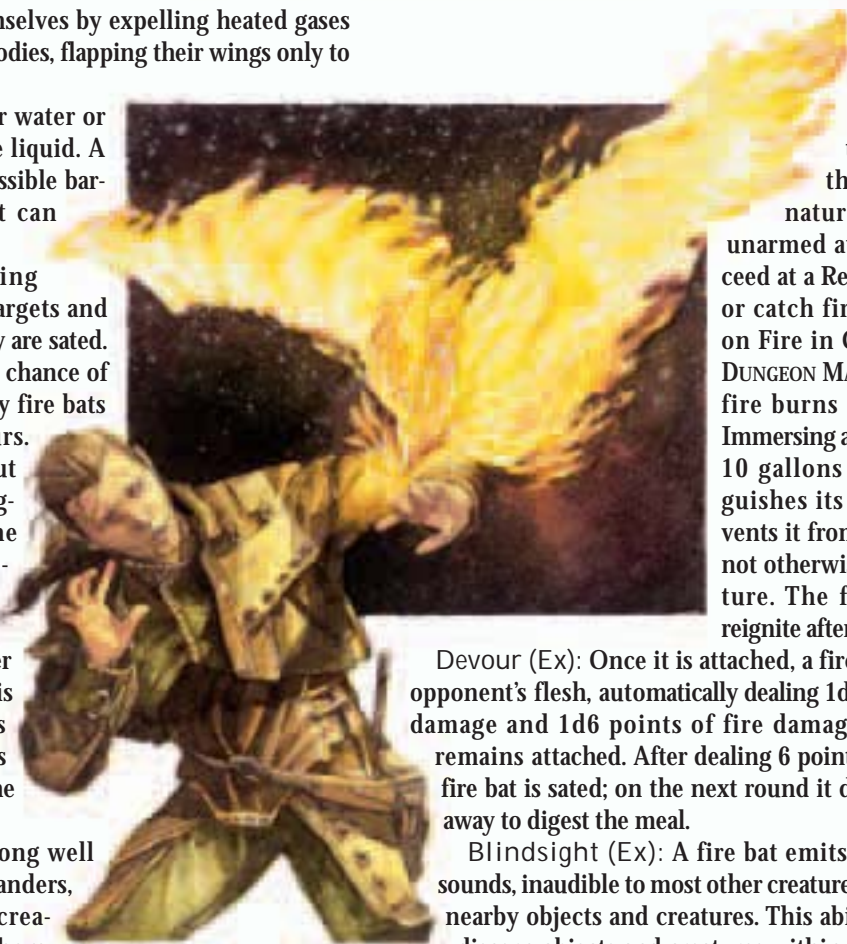 nselves by expelling heated gases
odies, flapping their wings only to
r water or
e liquid. A
ssible bar-
t can
ing
argets and
y are sated.
chance of
y fire bats
rs.
ut
g-
ne
-
er
is
s
s
ne
ong well
anders,
crea-
th
natur
unarmed at
ceed at a Re
or catch fir
on Fire in C
DUNGEON MA
fire burns
Immersing a
10 gallons
guishes its
vents it from
not otherwis
ture. The f
reignite after
Devour (Ex): Once it is attached, a fire
opponent's flesh, automatically dealing 1d
damage and 1d6 points of fire damag
remains attached. After dealing 6 point
fire bat is sated; on the next round it d
away to digest the meal.
Blindsight (Ex): A fire bat emits
sounds, inaudible to most other creature
nearby objects and creatures. This abi